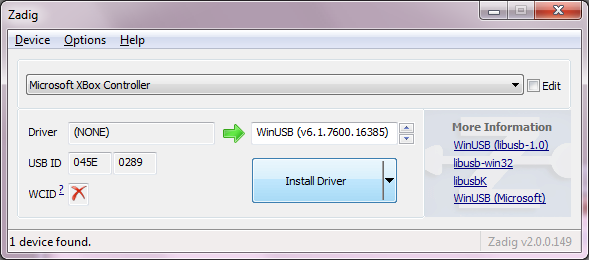 Zadig
Device Options Help
Microsoft XBox Controller
Edit
Driver (NONE) WinUSB (v6.1.7600.16385)
USB ID 045E 0289
WCID ?
Install Driver
More Information
WinUSB (libusb-1.0)
libusb-win32
libusbK
WinUSB (Microsoft)
1 device found.
Zadig v2.0.0.149